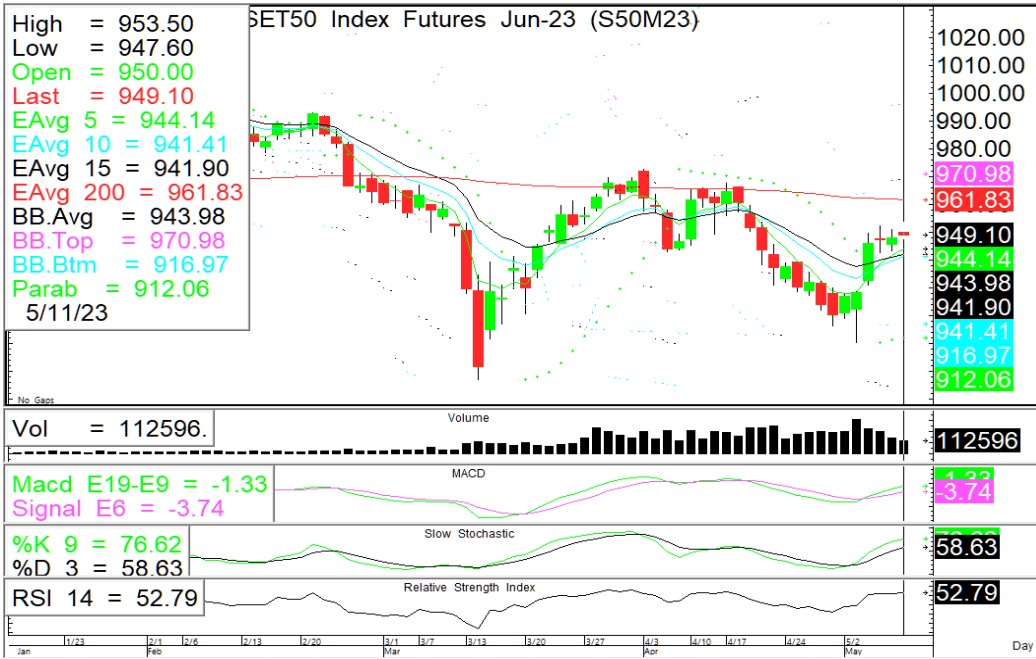 SET50 Index Futures Jun-23 (S50M23)
High = 953.50
Low = 947.60
Open = 950.00
Last = 949.10
EAvg 5 = 944.14
EAvg 10 = 941.41
EAvg 15 = 941.90
EAvg 200 = 961.83
BB.Avg = 943.98
BB.Top = 970.98
BB.Btm = 916.97
Parab = 912.06
5/11/23
1020.00
1010.00
1000.00
990.00
980.00
970.98
961.83
949.10
944.14
943.98
941.90
941.41
916.97
912.06
No Gaps
Volume
Vol = 112596.
112596
MACD
Macd E19-E9 = -1.33
Signal E6 = -3.74
-1.33
-3.74
Slow Stochastic
%K 9 = 76.62
%D 3 = 58.63
58.63
Relative Strength Index
RSI 14 = 52.79
52.79
1/23 2/1 2/6 2/13 2/20 3/1 3/7 3/13 3/20 3/27 4/3 4/10 4/17 4/24 5/2
Jan Feb Mar Apr May Day